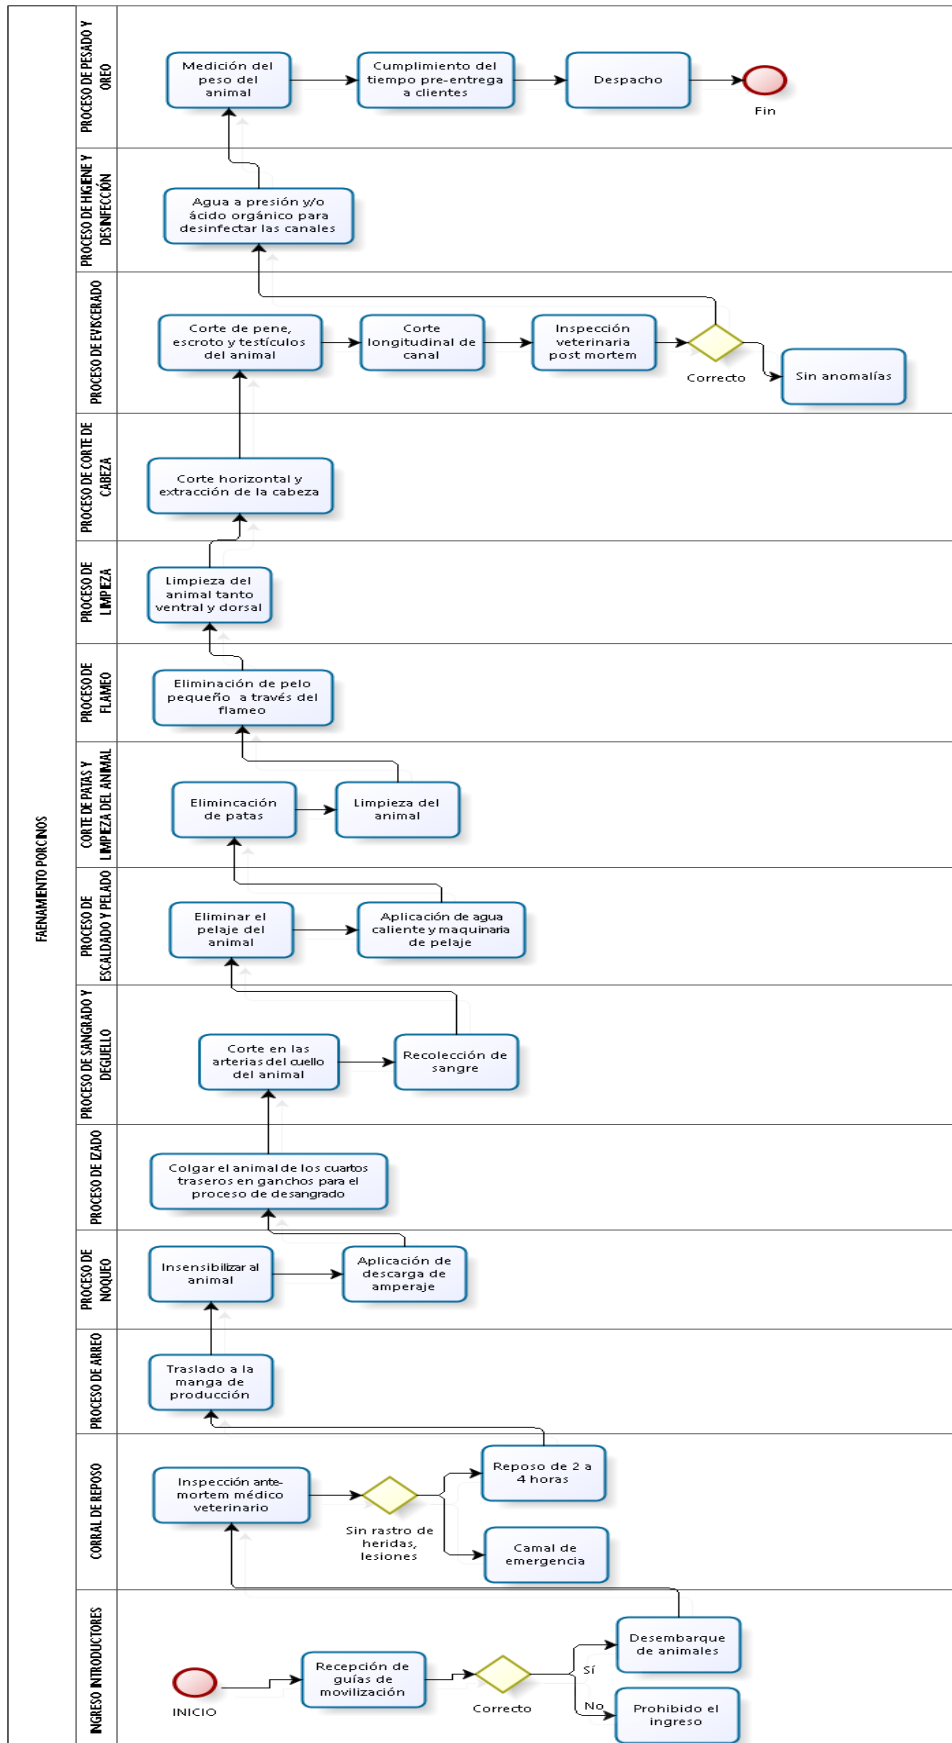 FAENAMIENTO PORCINOS
PROCESO DE PESADO Y
OREO
Medición del
peso del
animal
Cumplimiento del
tiempo pre-entrega
a clientes
Despacho
Fin
PROCESO DE HIGIENE Y
DESINFECCIÓN
Agua a presión y/o
ácido orgánico para
desinfectar las canales
PROCESO DE EVISCERADO
Corte de pene,
escroto y testículos
del animal
Corte
longitudinal de
canal
Inspección
veterinaria
post mortem
Correcto
Sin anomalías
PROCESO DE CORTE DE
CABEZA
Corte horizontal y
extracción de la cabeza
PROCESO DE
LIMPIEZA
Limpieza del
animal tanto
ventral y dorsal
PROCESO DE
FLAMEO
Eliminación de pelo
pequeño a través del
flameo
CORTE DE PATAS Y
LIMPIEZA DEL ANIMAL
Elimincación
de patas
Limpieza del
animal
PROCESO DE
ESCALDADO Y PELADO
Eliminar el
pelaje del
animal
Aplicación de agua
caliente y maquinaria
de pelaje
PROCESO DE SANGRADO Y
DEGUELLO
Corte en las
arterias del cuello
del animal
Recolección de
sangre
PROCESO DE IZADO
Colgar el animal de los cuartos
traseros en ganchos para el
proceso de desangrado
PROCESO DE
NOQUEO
Insensibilizar al
animal
Aplicación de
descarga de
amperaje
PROCESO DE ARREO
Traslado a la
manga de
producción
CORRAL DE REPOSO
Inspección ante-
mortem médico
veterinario
Sin rastro de
heridas,
lesiones
Reposo de 2 a
4 horas
Camal de
emergencia
INGRESO INTRODUCTORES
INICIO
Recepción de
guías de
movilización
Correcto
Sí
No
Desembarque
de animales
Prohibido el
ingreso